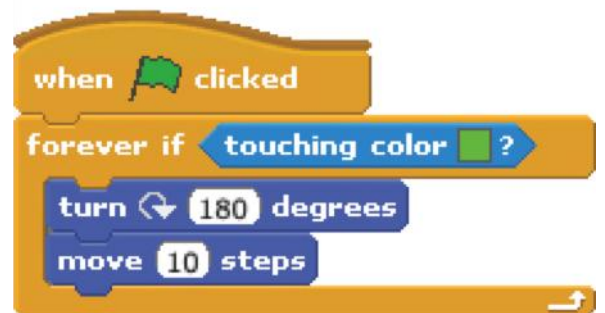 when clicked
forever if touching color ?
turn 180 degrees
move 10 steps